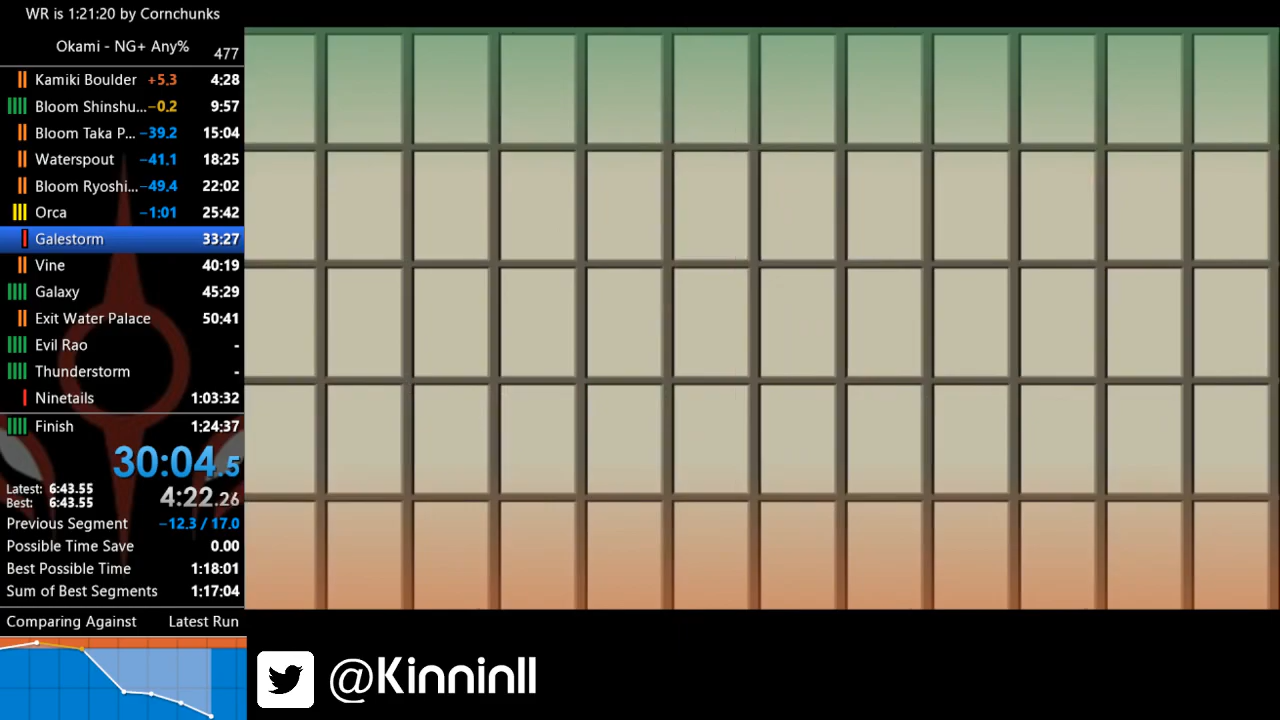 WR is 1:21:20 by Cornchunks
Okami - NG+ Any% 477
Kamiki Boulder +5.3 4:28
Bloom Shinshu... −0.2 9:57
Bloom Taka P... −39.2 15:04
Waterspout −41.1 18:25
Bloom Ryoshi... −49.4 22:02
Orca −1:01 25:42
Galestorm 33:27
Vine 40:19
Galaxy 45:29
Exit Water Palace 50:41
Evil Rao -
Thunderstorm -
Ninetails 1:03:32
Finish 1:24:37
30:04.5
Latest: 6:43.55
Best: 6:43.55
4:22.26
Previous Segment −12.3 / 17.0
Possible Time Save 0.00
Best Possible Time 1:18:01
Sum of Best Segments 1:17:04
Comparing Against Latest Run
@Kinninll